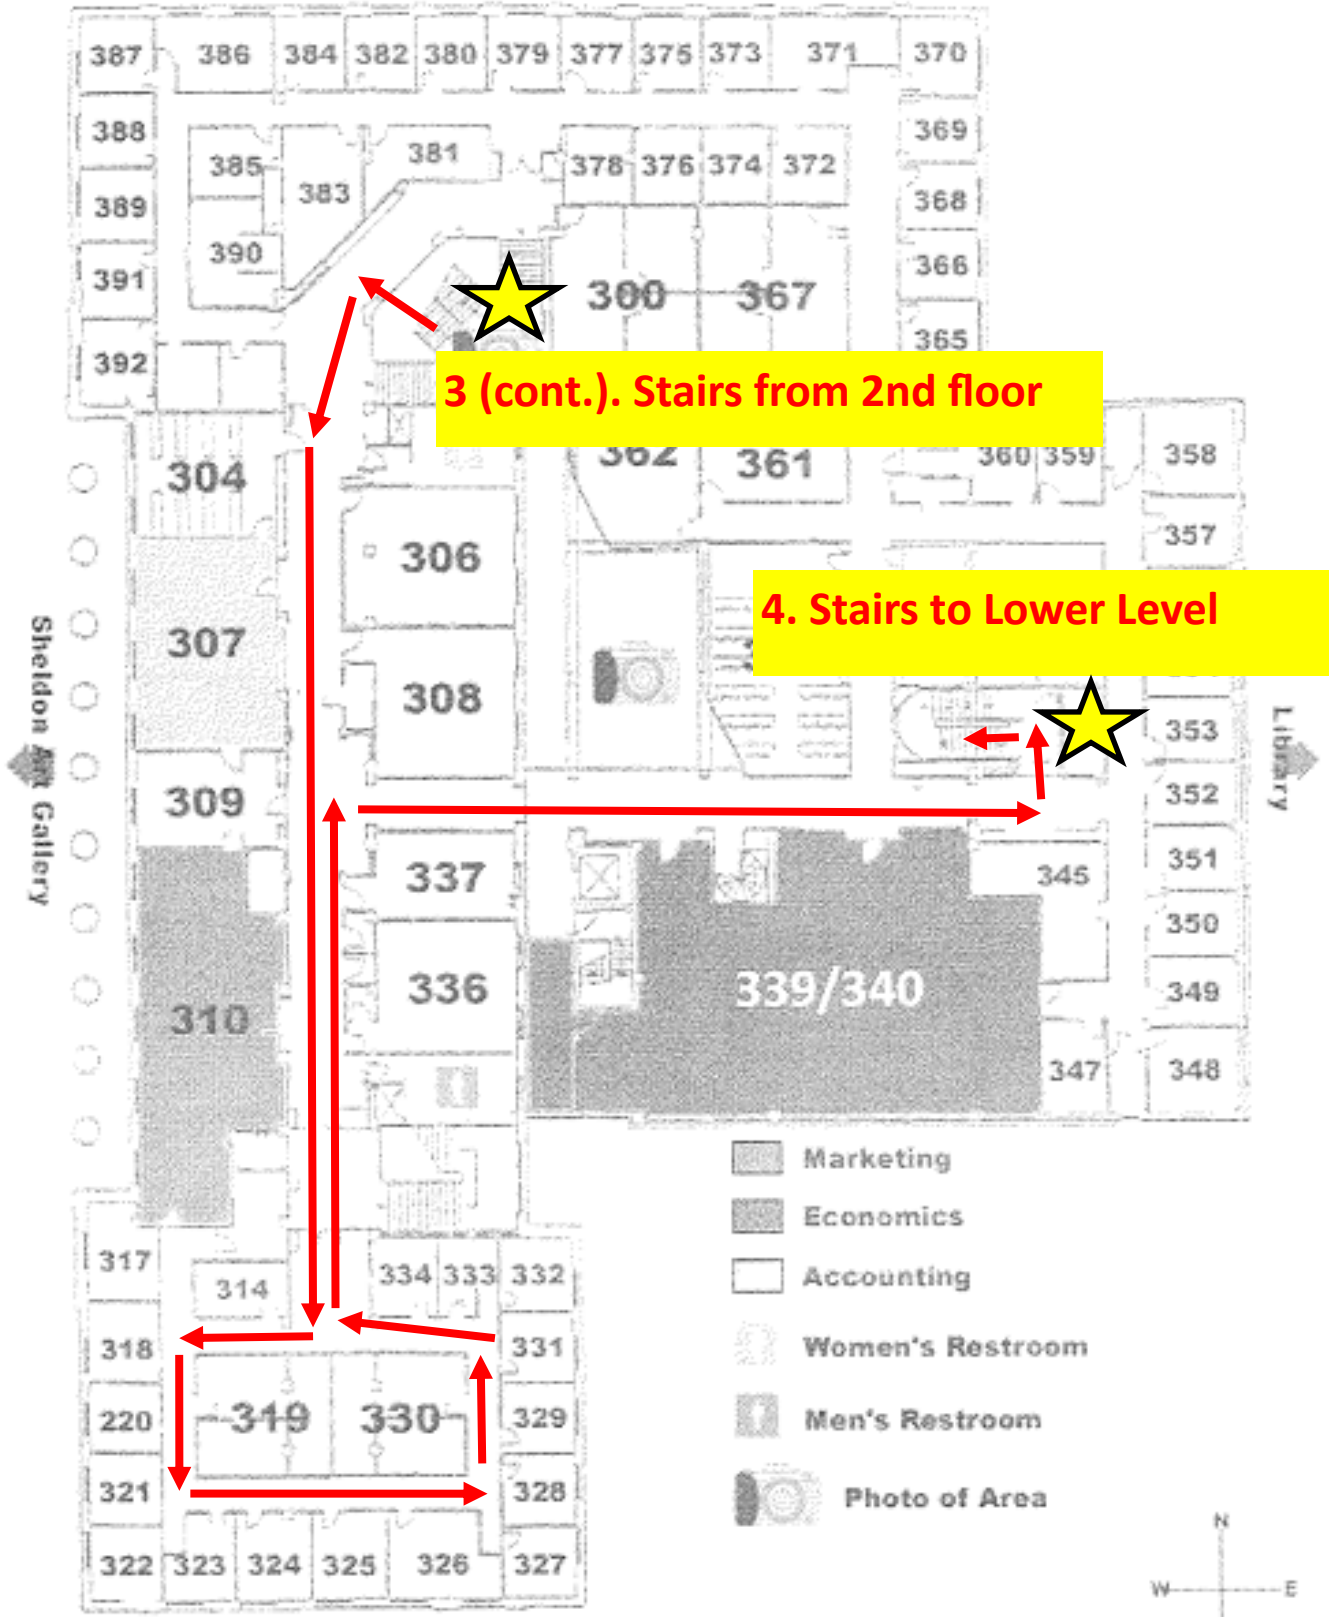 387 386 384 382 380 379 377 375 373 371 370
388 385 383 381 378 376 374 372 369
389 368
390 391 366
300 367
365
392
3 (cont.). Stairs from 2nd floor
304 362 361 360 359 358
306 357
4. Stairs to Lower Level
307
308
353
309 352
337 345 351
350
336 339/340 349
310
347 348
Sheldon Art Gallery
Library
Marketing
Economics
Accounting
Women's Restroom
Men's Restroom
Photo of Area
317 314 334 333 332
318 331
220 319 330 329
321 328
322 323 324 325 326 327
N
W E